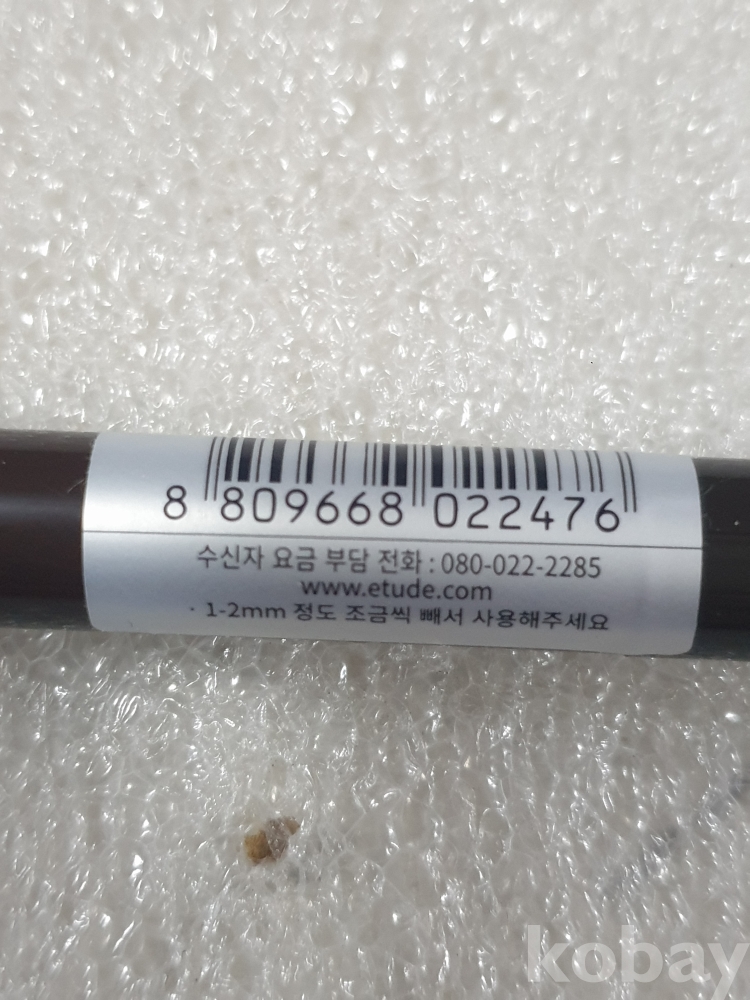 8 809668 022476
수신자 요금 부담 전화 : 080-022-2285
www.etude.com
· 1-2mm 정도 조금씩 빼서 사용해주세요
kobay